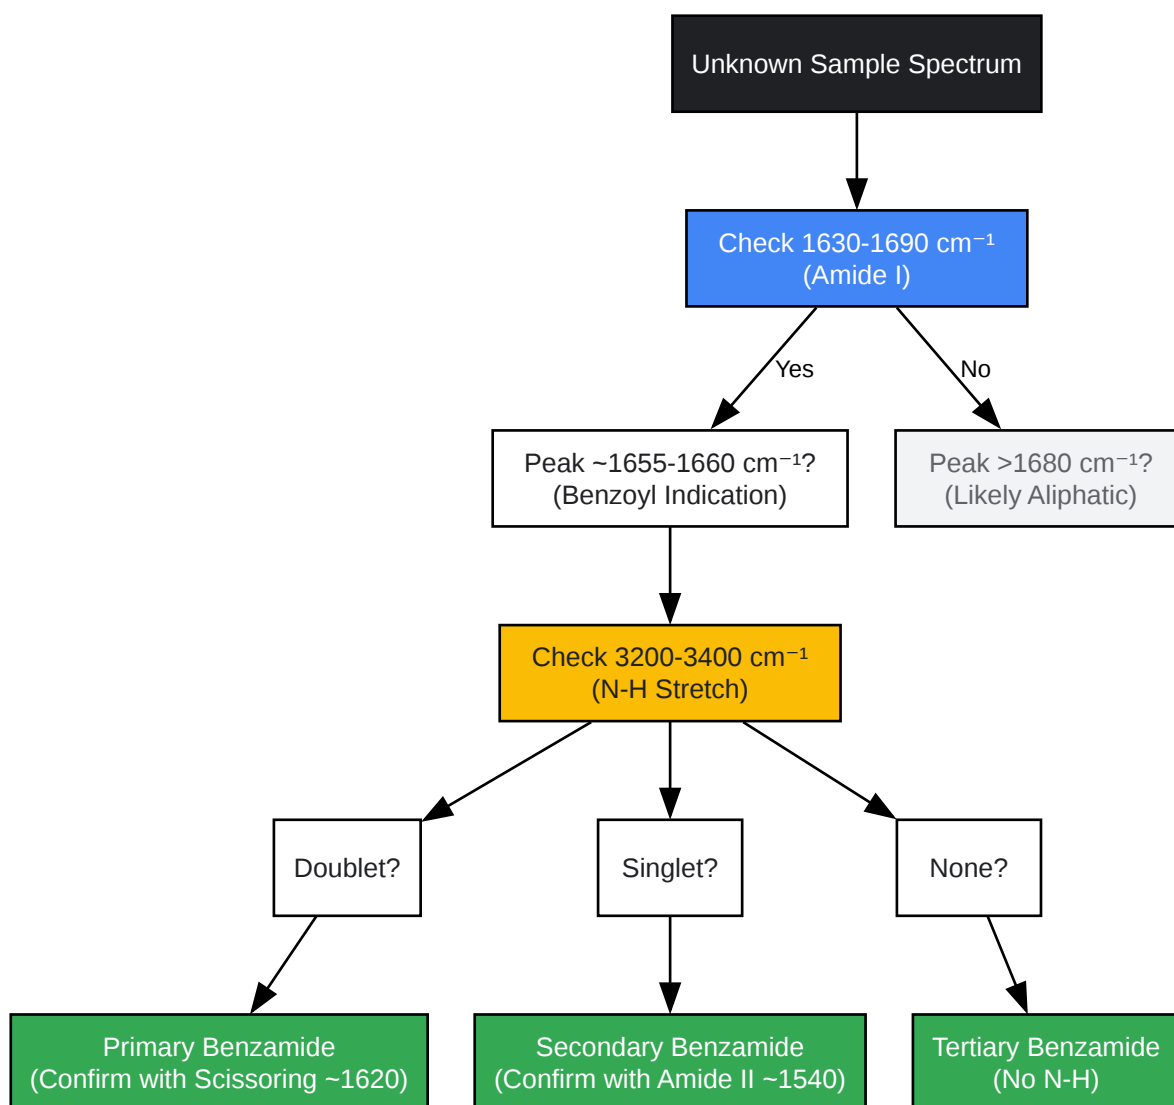 Unknown Sample Spectrum
Check 1630-1690 cm⁻¹
(Amide I)
Yes
No
Peak ~1655-1660 cm⁻¹?
(Benzoyl Indication)
Peak >1680 cm⁻¹?
(Likely Aliphatic)
Check 3200-3400 cm⁻¹
(N-H Stretch)
Doublet?
Singlet?
None?
Primary Benzamide
(Confirm with Scissoring ~1620)
Secondary Benzamide
(Confirm with Amide II ~1540)
Tertiary Benzamide
(No N-H)